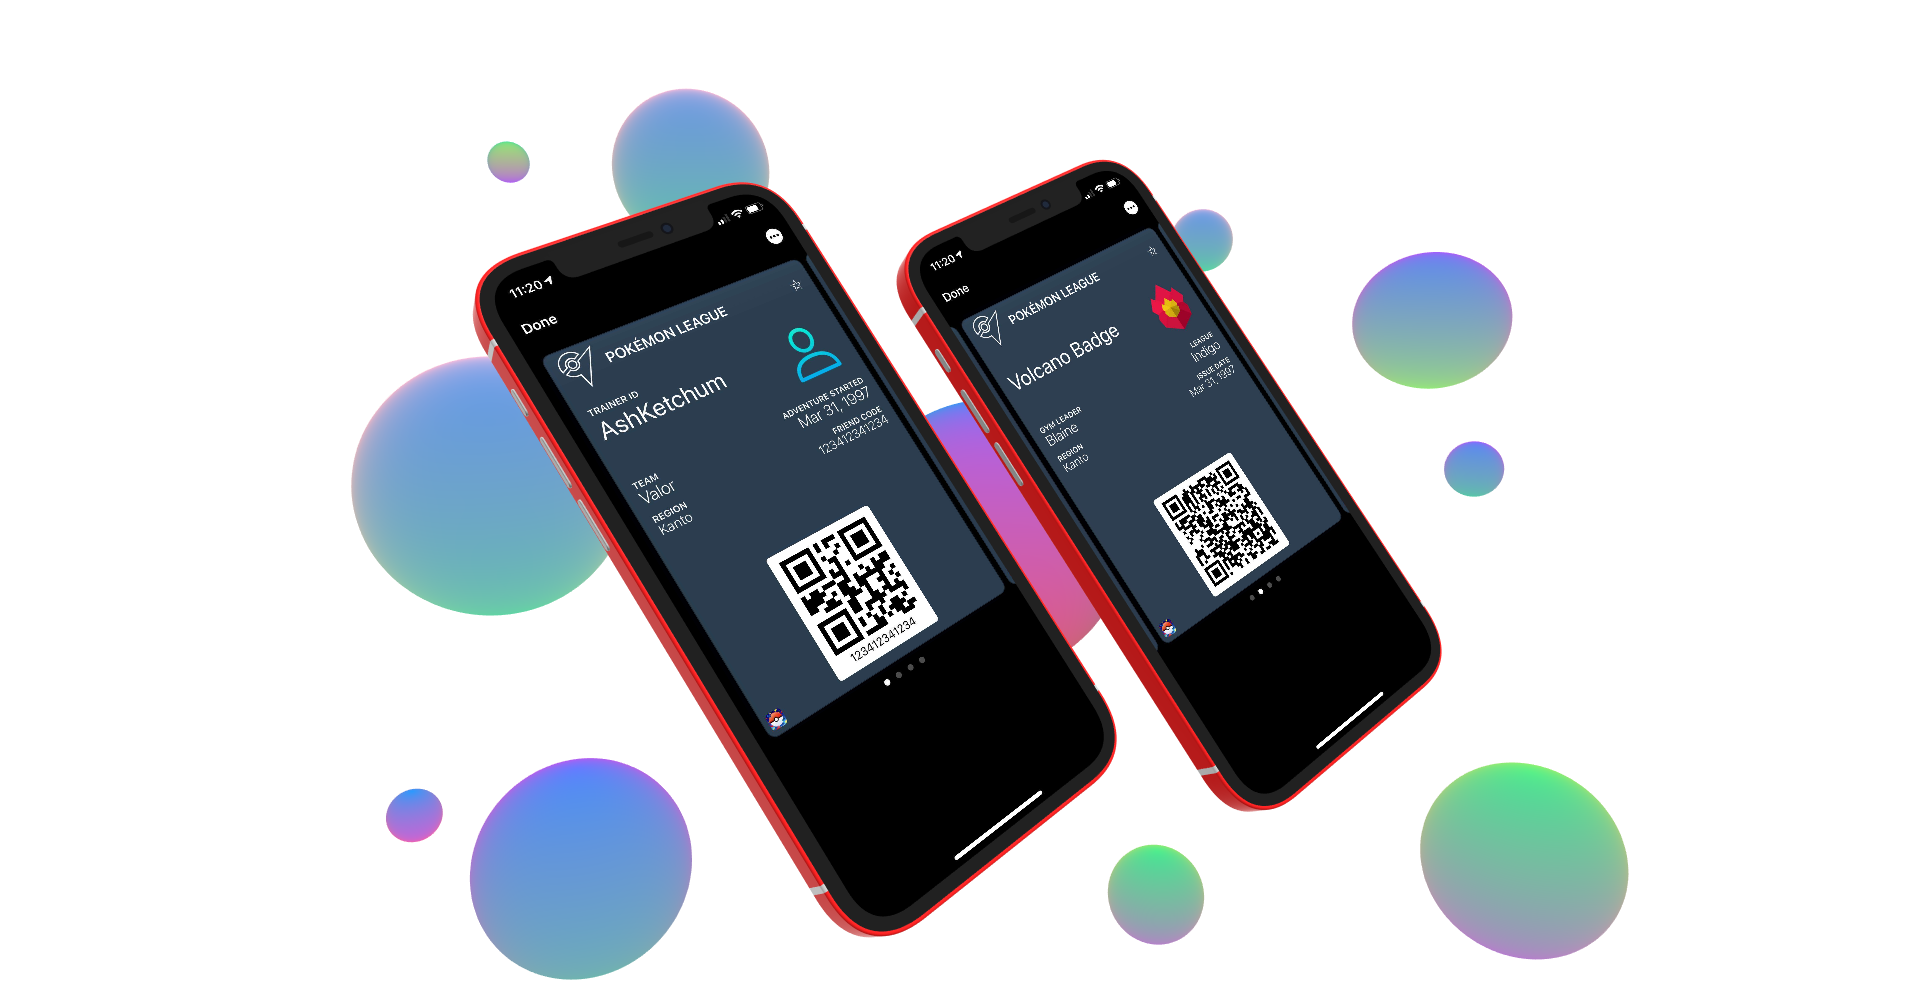 11:20
Done
POKÉMON LEAGUE
TRAINER ID
AshKetchum
ADVENTURE STARTED
Mar 31, 1997
FRIEND CODE
123412341234
TEAM
Valor
REGION
Kanto
123412341234
11:20
Done
POKÉMON LEAGUE
Volcano Badge
LEAGUE
Indigo
ISSUE DATE
Mar 31, 1997
GYM LEADER
Blaine
REGION
Kanto